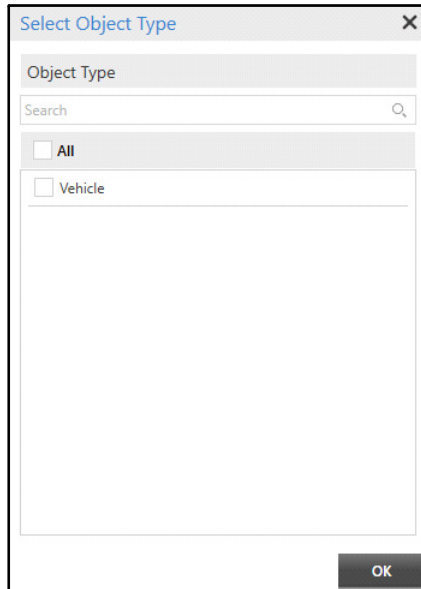 Select Object Type
Object Type
Search
All
Vehicle
OK